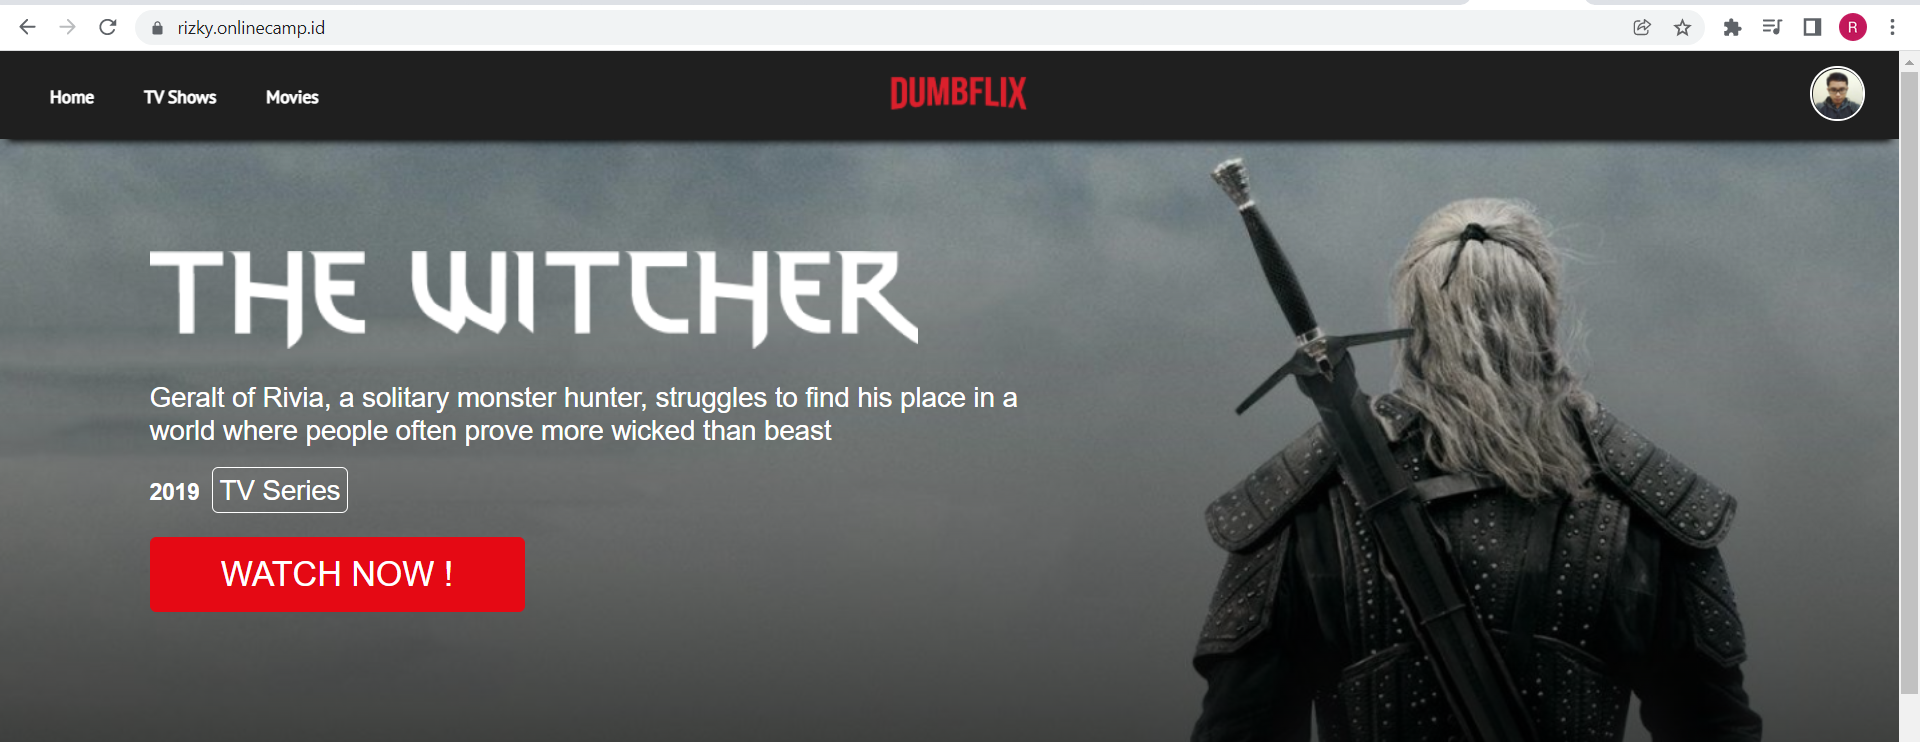 rizky.onlinecamp.id
R
Home TV Shows Movies DUMBFLIX
THE WITCHER
Geralt of Rivia, a solitary monster hunter, struggles to find his place in a
world where people often prove more wicked than beast
2019 TV Series
WATCH NOW !